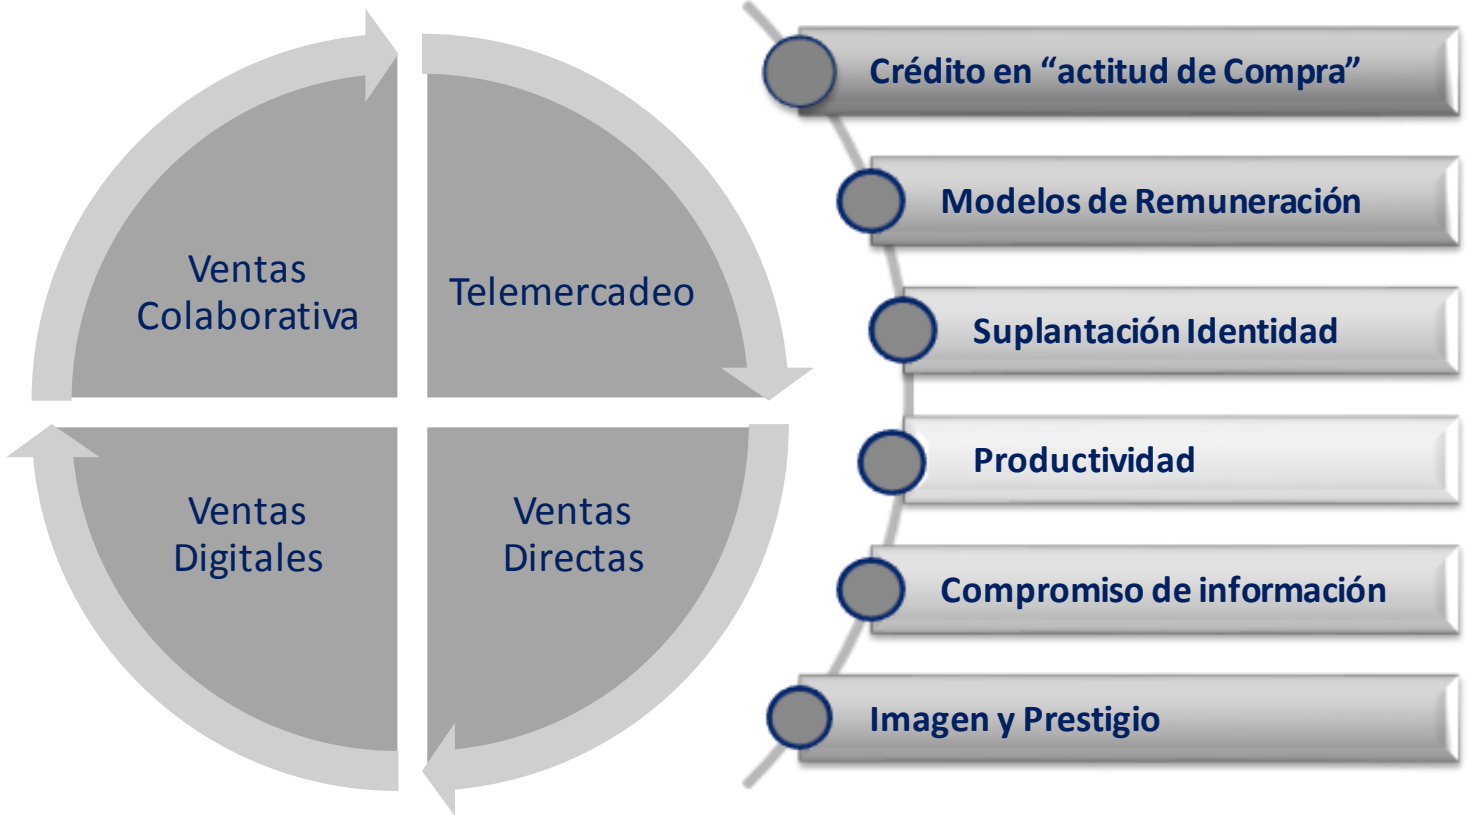 Ventas
Colaborativa
Telemercadeo
Ventas
Digitales
Ventas
Directas
Crédito en “actitud de Compra”
Modelos de Remuneración
Suplantación Identidad
Productividad
Compromiso de información
Imagen y Prestigio